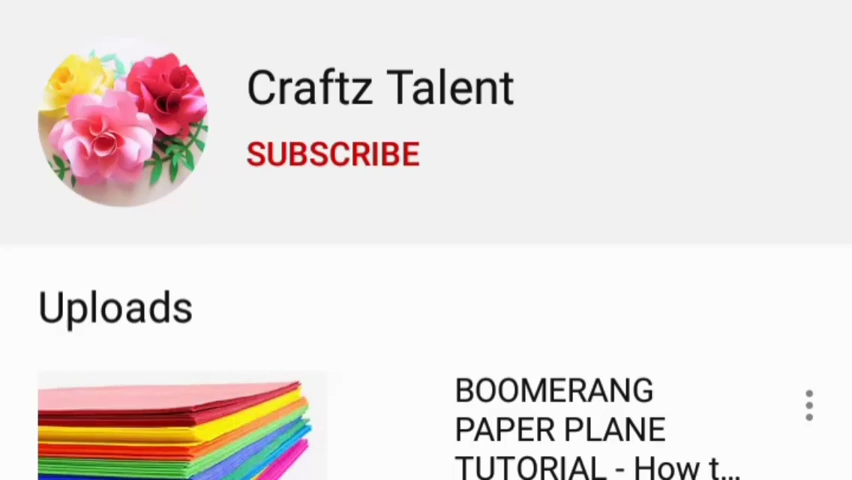 Craftz Talent
SUBSCRIBE
Uploads
BOOMERANG
PAPER PLANE
TUTORIAL - How t...